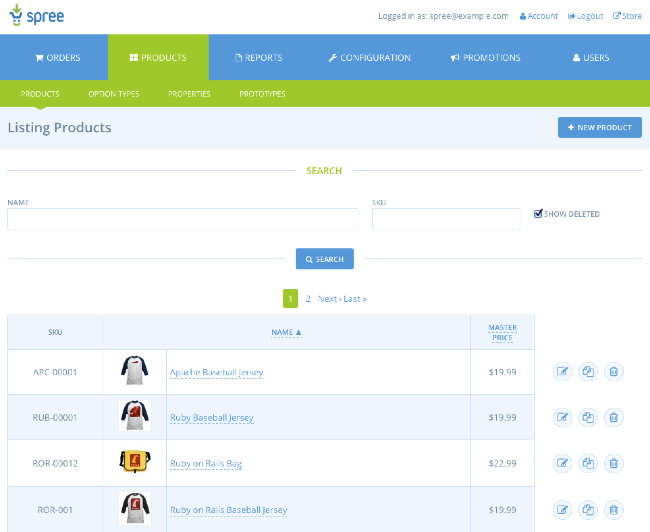 spree
Logged in as: spree@example.com Account Logout Store
ORDERS PRODUCTS REPORTS CONFIGURATION PROMOTIONS USERS
PRODUCTS OPTION TYPES PROPERTIES PROTOTYPES
Listing Products
NEW PRODUCT
SEARCH
NAME SKU
SHOW DELETED
SEARCH
1 2 Next › Last »
SKU NAME ▲ MASTER PRICE
APC-00001 Apache Baseball Jersey $19.99
RUB-00001 Ruby Baseball Jersey $19.99
ROR-00012 Ruby on Rails Bag $22.99
ROR-001 Ruby on Rails Baseball Jersey $19.99